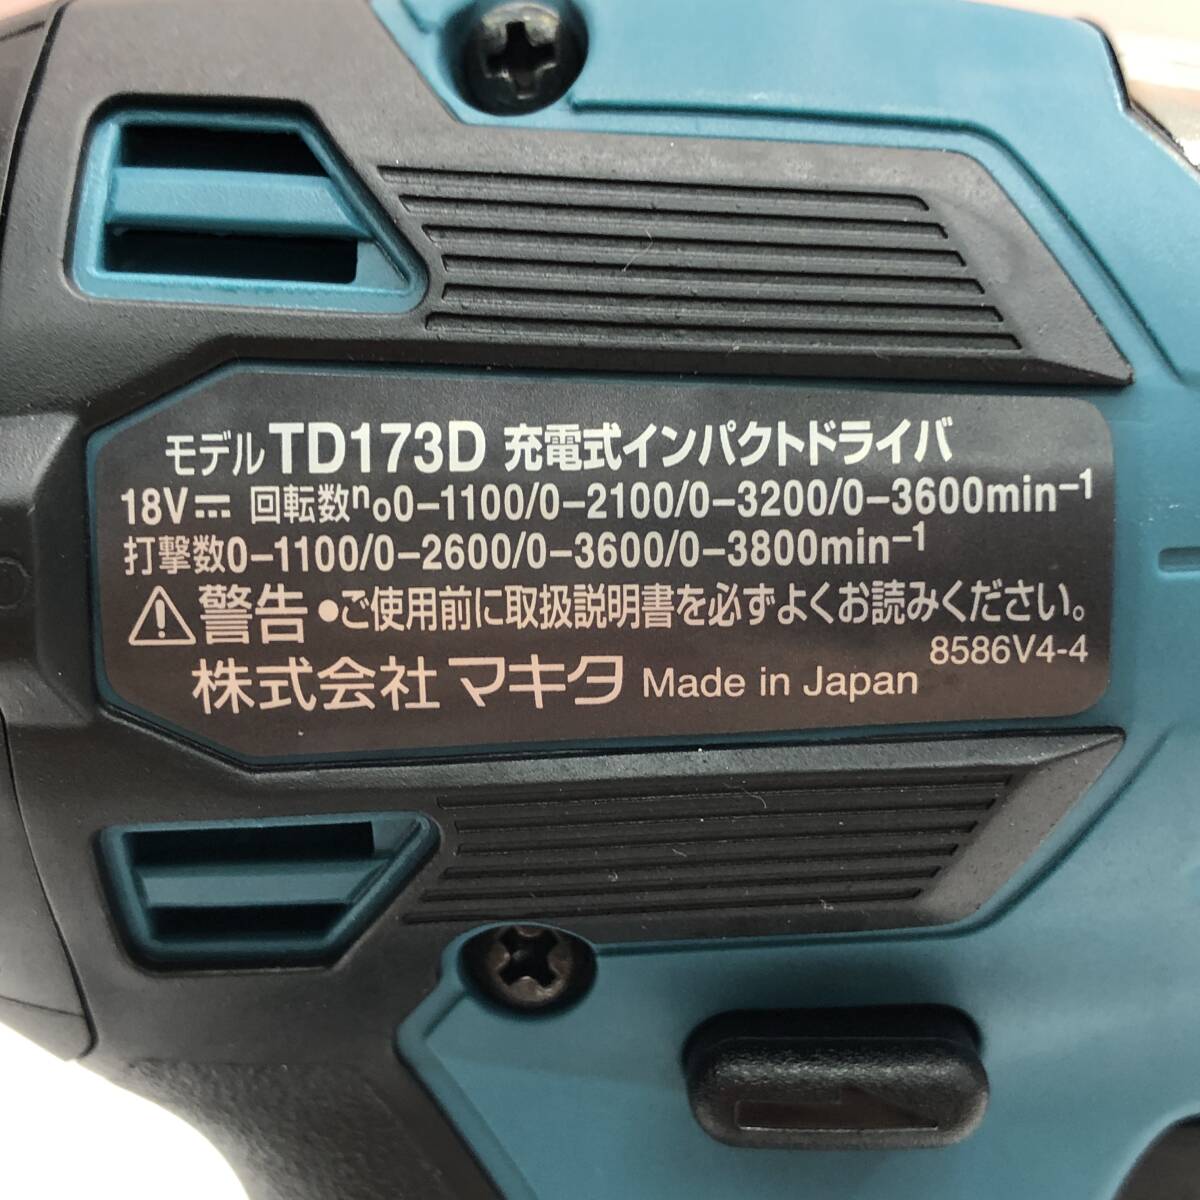 モデル TD173D 充電式インパクトドライバ
18V⎓ 回転数n₀0-1100/0-2100/0-3200/0-3600min⁻¹
打撃数0-1100/0-2600/0-3600/0-3800min⁻¹
⚠警告 ●ご使用前に取扱説明書を必ずよくお読みください。
8586V4-4
株式会社 マキタ Made in Japan